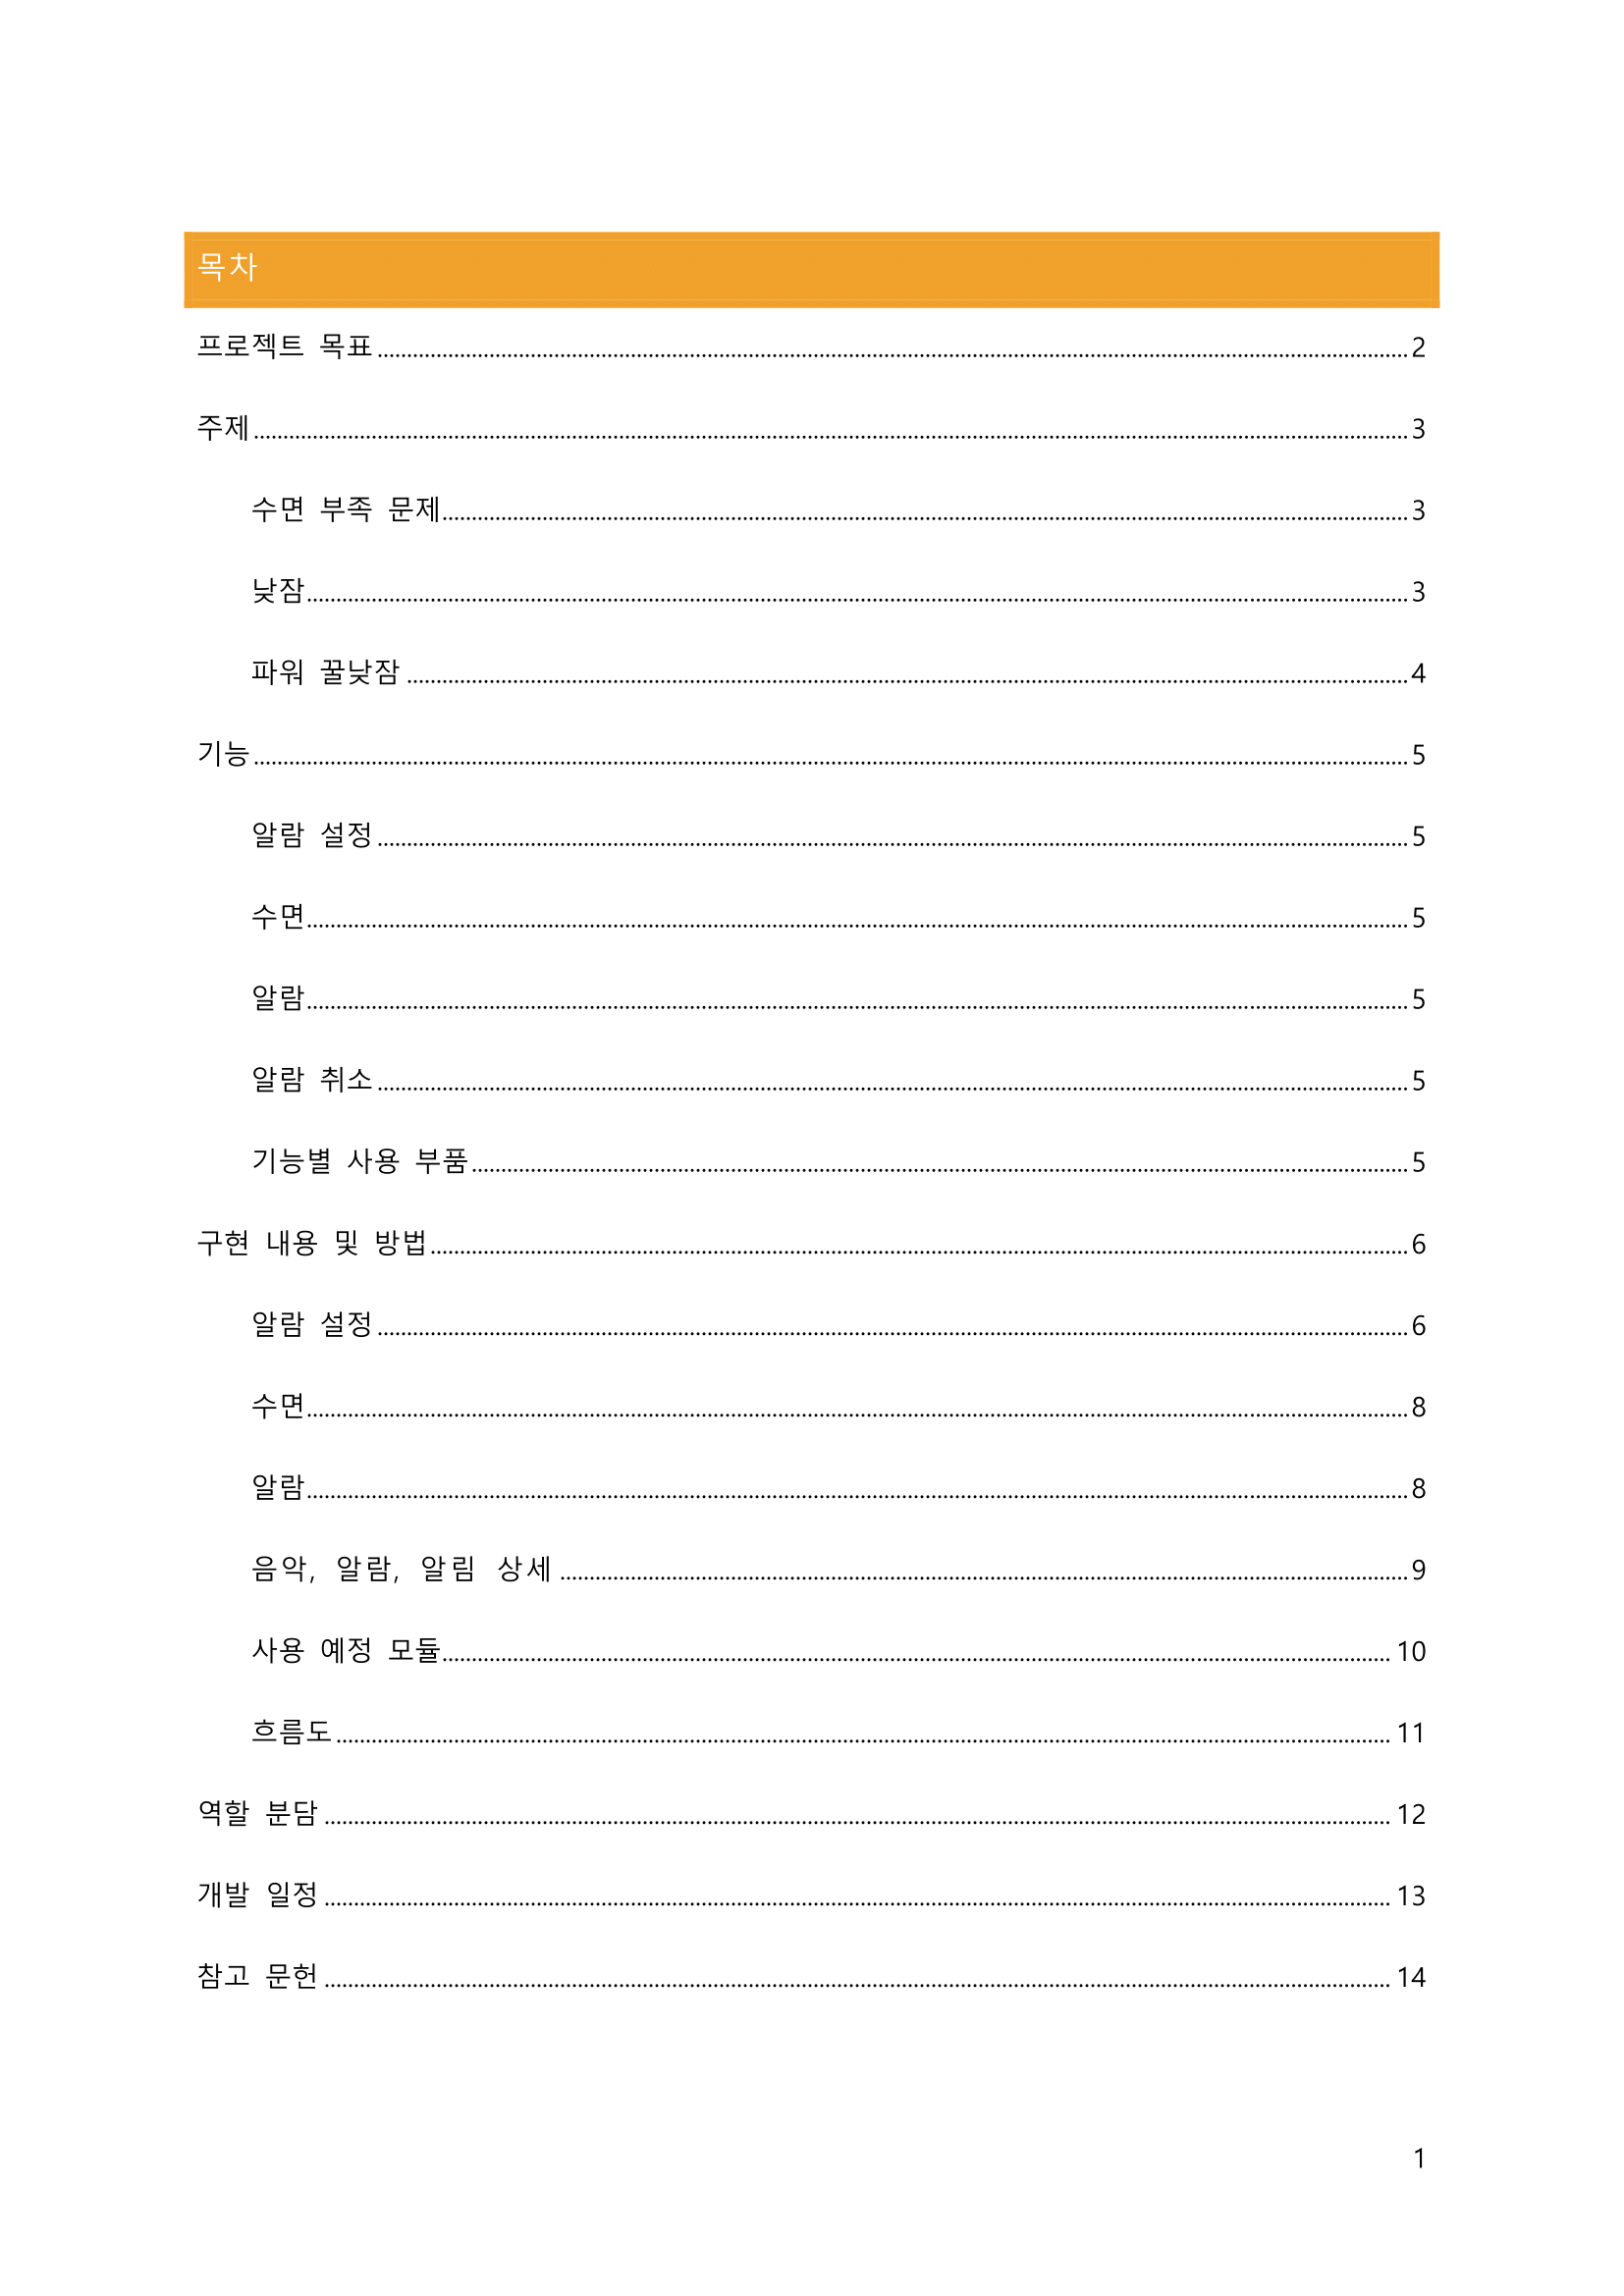 목차
프로젝트 목표 2
주제 3
수면 부족 문제 3
낮잠 3
파워 꿀낮잠 4
기능 5
알람 설정 5
수면 5
알람 5
알람 취소 5
기능별 사용 부품 5
구현 내용 및 방법 6
알람 설정 6
수면 8
알람 8
음악, 알람, 알림 상세 9
사용 예정 모듈 10
흐름도 11
역할 분담 12
개발 일정 13
참고 문헌 14
1